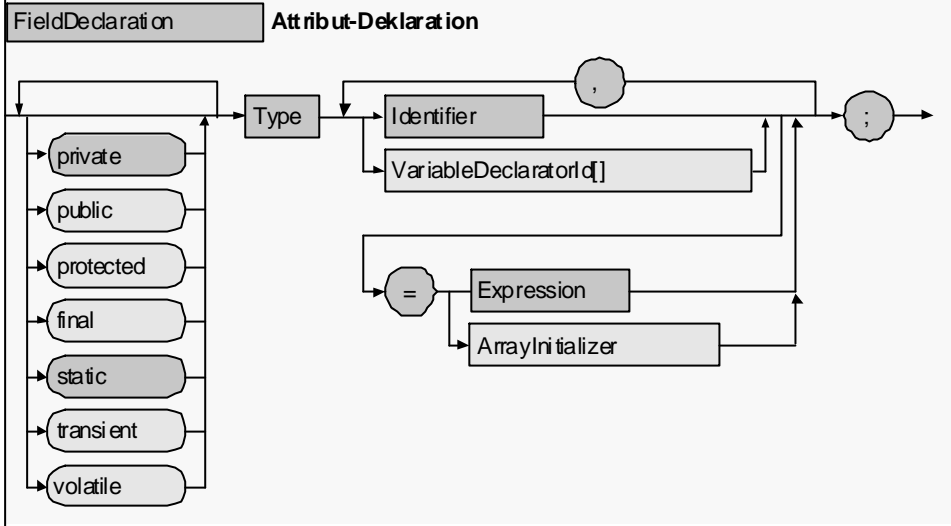 FieldDeclaration Attribut-Deklaration
,
Type Identifier ;
private VariableDeclaratorId[]
public
protected
= Expression
final
ArrayInitializer
static
transient
volatile